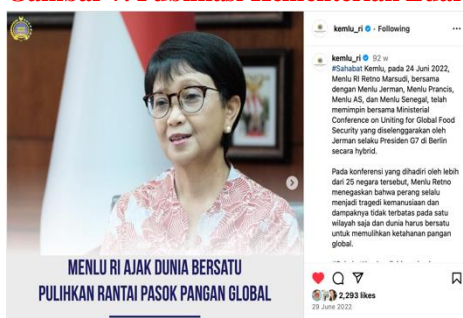 kemlu_ri • Following
kemlu_ri 92 w
#Sahabat Kemlu, pada 24 Juni 2022,
Menlu RI Retno Marsudi, bersama
dengan Menlu Jerman, Menlu Prancis,
Menlu AS, dan Menlu Senegal, telah
memimpin bersama Ministerial
Conference on Uniting for Global Food
Security yang diselenggarakan oleh
Jerman selaku Presiden G7 di Berlin
secara hybrid.
Pada konferensi yang dihadiri oleh lebih
dari 25 negara tersebut, Menlu Retno
menegaskan bahwa perang selalu
menjadi tragedi kemanusiaan dan
dampaknya tidak terbatas pada satu
wilayah saja dan dunia harus bersatu
untuk memulihkan ketahanan pangan
global.
MENLU RI AJAK DUNIA BERSATU
PULIHKAN RANTAI PASOK PANGAN GLOBAL
2,293 likes
29 June 2022